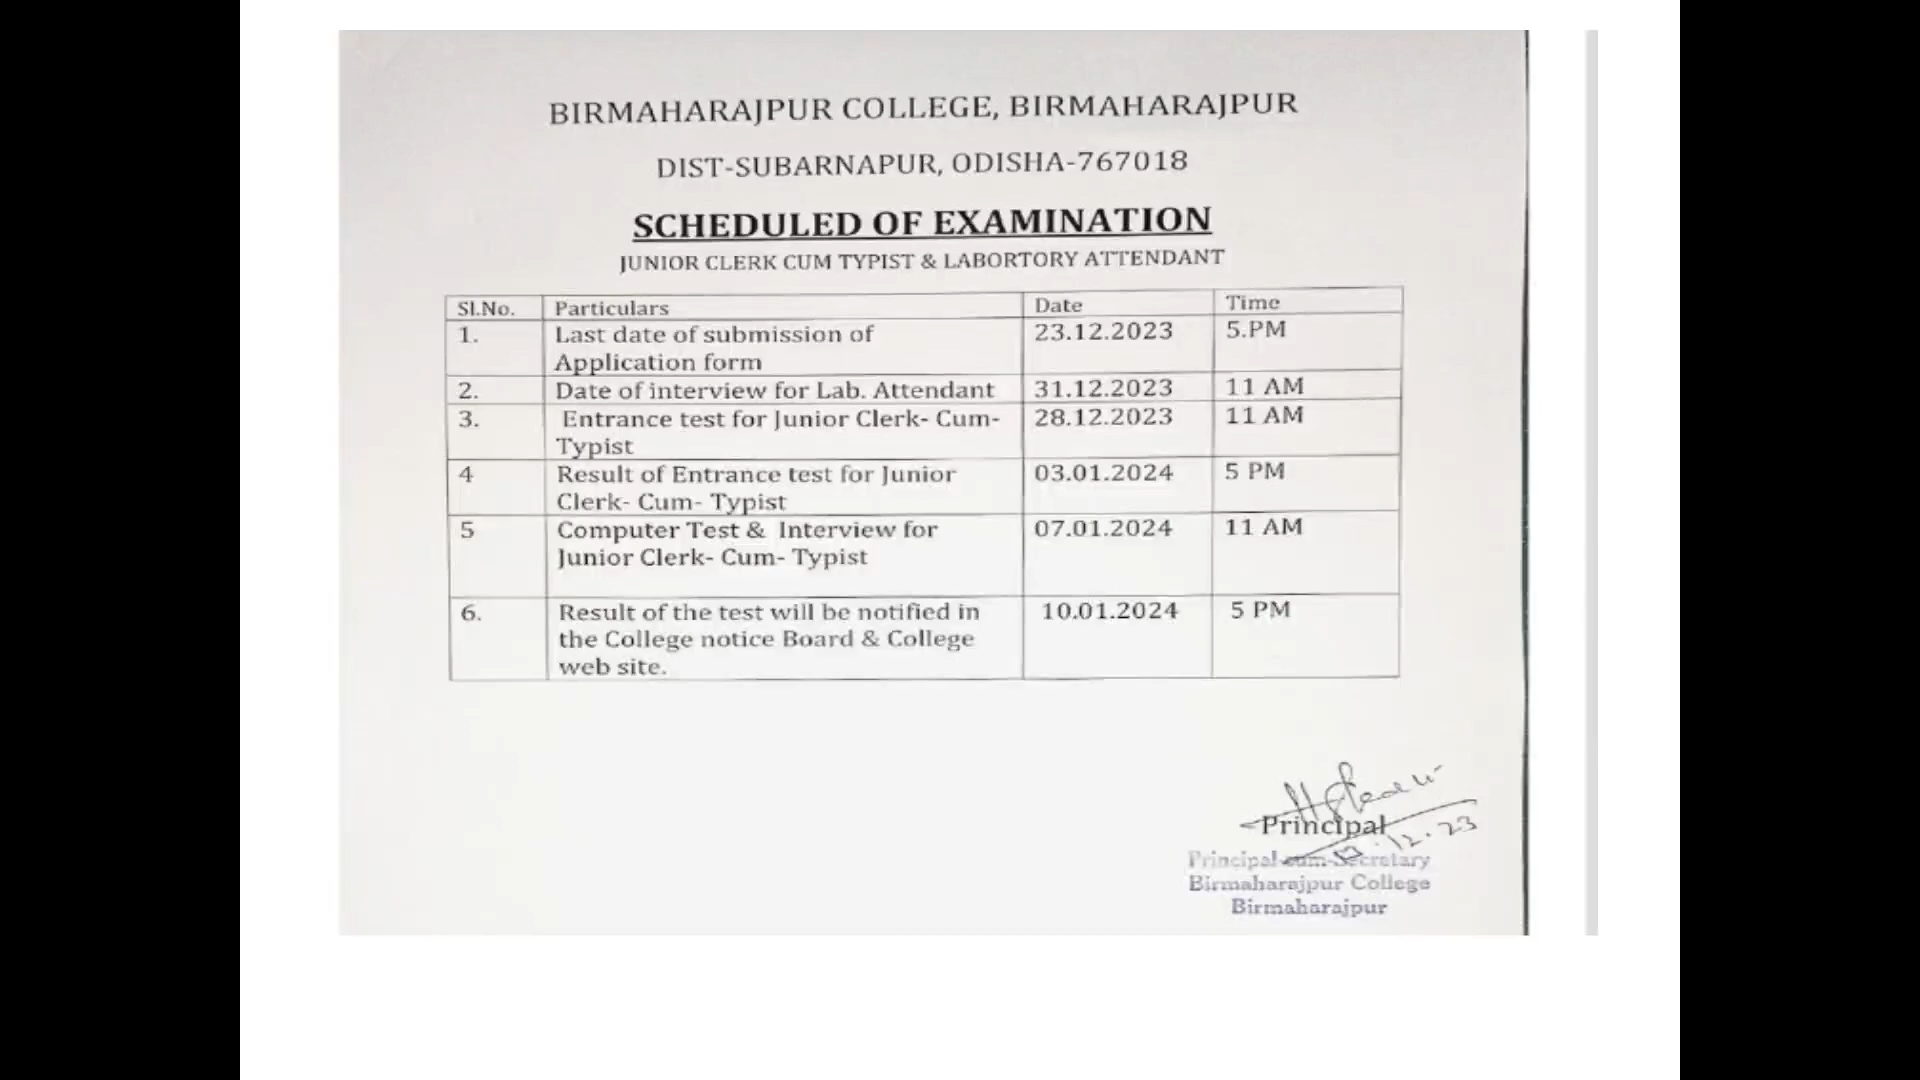 BIRMAHARAJPUR COLLEGE, BIRMAHARAJPUR
DIST-SUBARNAPUR, ODISHA-767018
SCHEDULED OF EXAMINATION
JUNIOR CLERK CUM TYPIST & LABORTORY ATTENDANT
Sl.No. Particulars Date Time
1. Last date of submission of 23.12.2023 5.PM
Application form
2. Date of interview for Lab. Attendant 31.12.2023 11 AM
3. Entrance test for Junior Clerk- Cum- 28.12.2023 11 AM
Typist
4 Result of Entrance test for Junior 03.01.2024 5 PM
Clerk- Cum- Typist
5 Computer Test & Interview for 07.01.2024 11 AM
Junior Clerk- Cum- Typist
6. Result of the test will be notified in 10.01.2024 5 PM
the College notice Board & College
web site.
Principal
12.23
Principal-cum-Secretary
Birmaharajpur College
Birmaharajpur